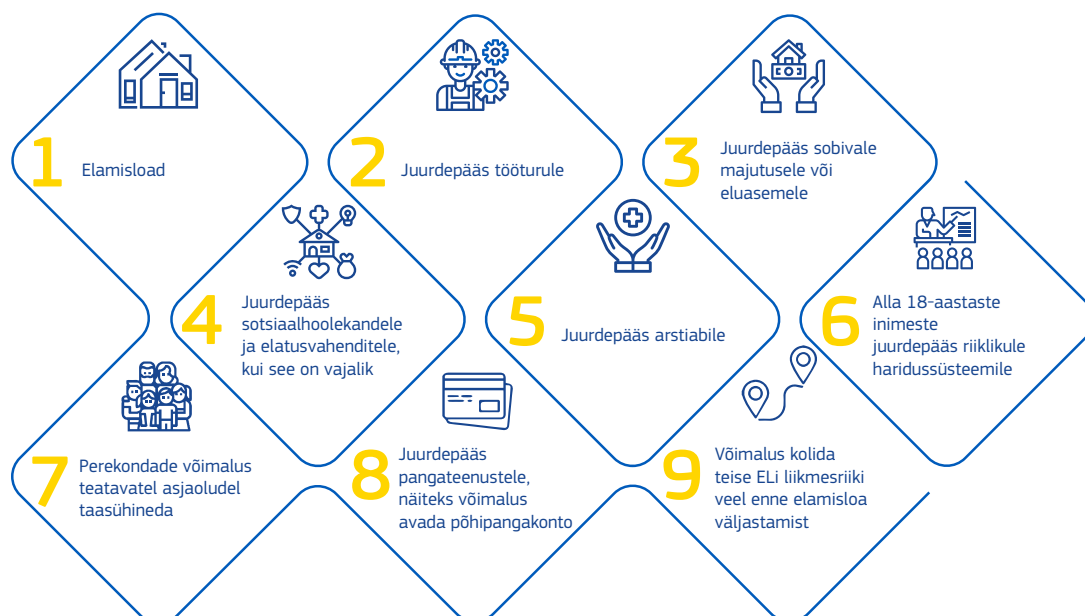 1
Elamisload
2
Juurdepääs tööturule
3
Juurdepääs sobivale
majutusele või
eluasemele
4
Juurdepääs
sotsiaalhoolekandele
ja elatusvahenditele,
kui see on vajalik
5
Juurdepääs arstiabile
6
Alla 18-aastaste
inimeste
juurdepääs riiklikule
haridussüsteemile
7
Perekondade võimalus
teatavatel asjaoludel
taasühineda
8
Juurdepääs
pangateenustele,
näiteks võimalus
avada põhipangakonto
9
Võimalus kolida
teise ELi liikmesriiki
veel enne elamisloa
väljastamist